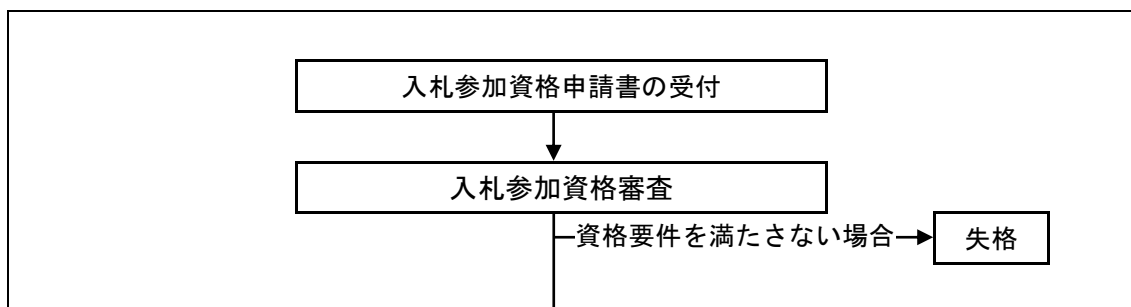 入札参加資格申請書の受付
入札参加資格審査
資格要件を満たさない場合
失格